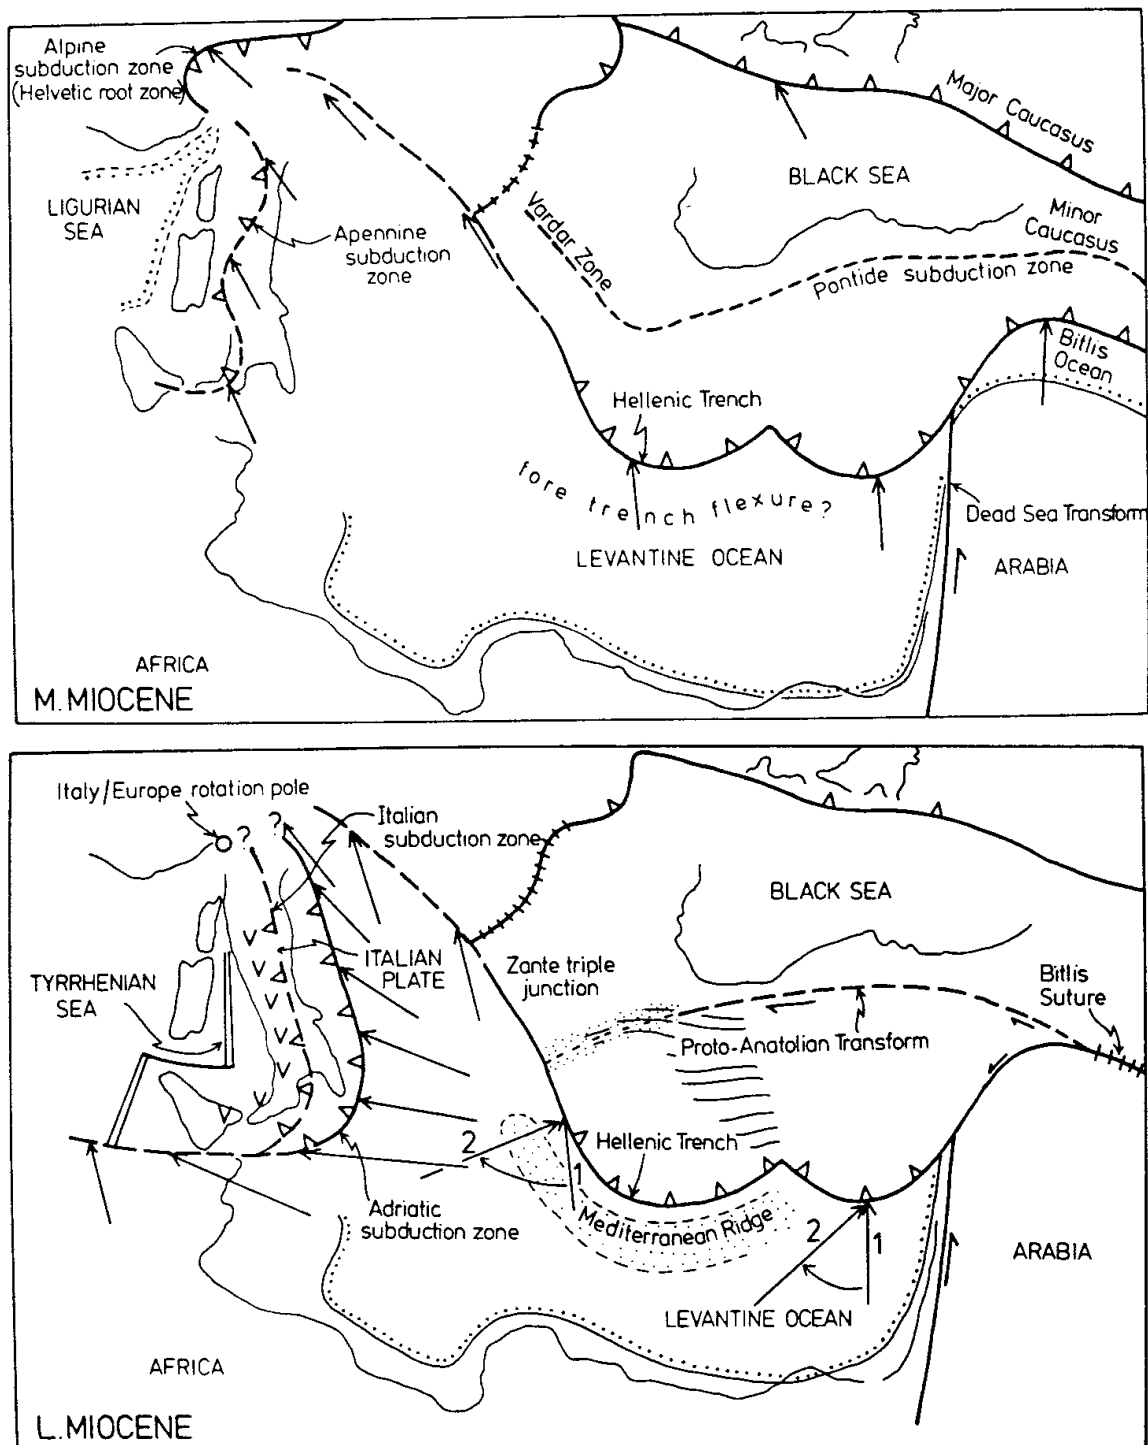 Alpine
subduction zone
(Helvetic root zone)
Major Caucasus
BLACK SEA
LIGURIAN
SEA
Minor
Caucasus
Vardar Zone
Apennine
subduction
zone
Pontide subduction zone
Bitlis
Ocean
Hellenic Trench
fore trench flexure?
Dead Sea Transform
LEVANTINE OCEAN
ARABIA
AFRICA
M. MIOCENE
Italy/Europe rotation pole
?
?
Italian
subduction zone
BLACK SEA
ITALIAN
PLATE
Zante triple
junction
TYRRHENIAN
SEA
Bitlis
Suture
Proto-Anatolian Transform
2
Hellenic Trench
1
Adriatic
subduction zone
Mediterranean Ridge
2
1
ARABIA
LEVANTINE OCEAN
AFRICA
L. MIOCENE